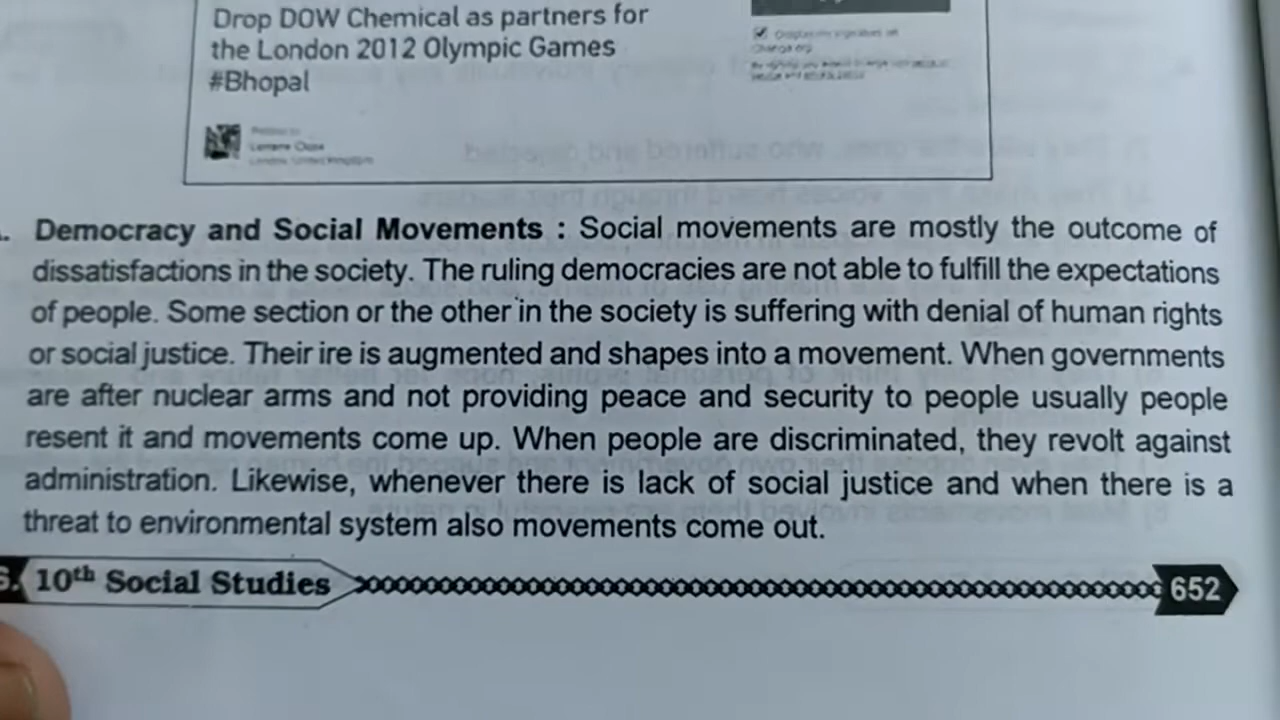 Drop DOW Chemical as partners for
the London 2012 Olympic Games
#Bhopal
Democracy and Social Movements : Social movements are mostly the outcome of
dissatisfactions in the society. The ruling democracies are not able to fulfill the expectations
of people. Some section or the other in the society is suffering with denial of human rights
or social justice. Their ire is augmented and shapes into a movement. When governments
are after nuclear arms and not providing peace and security to people usually people
resent it and movements come up. When people are discriminated, they revolt against
administration. Likewise, whenever there is lack of social justice and when there is a
threat to environmental system also movements come out.
10th Social Studies
652